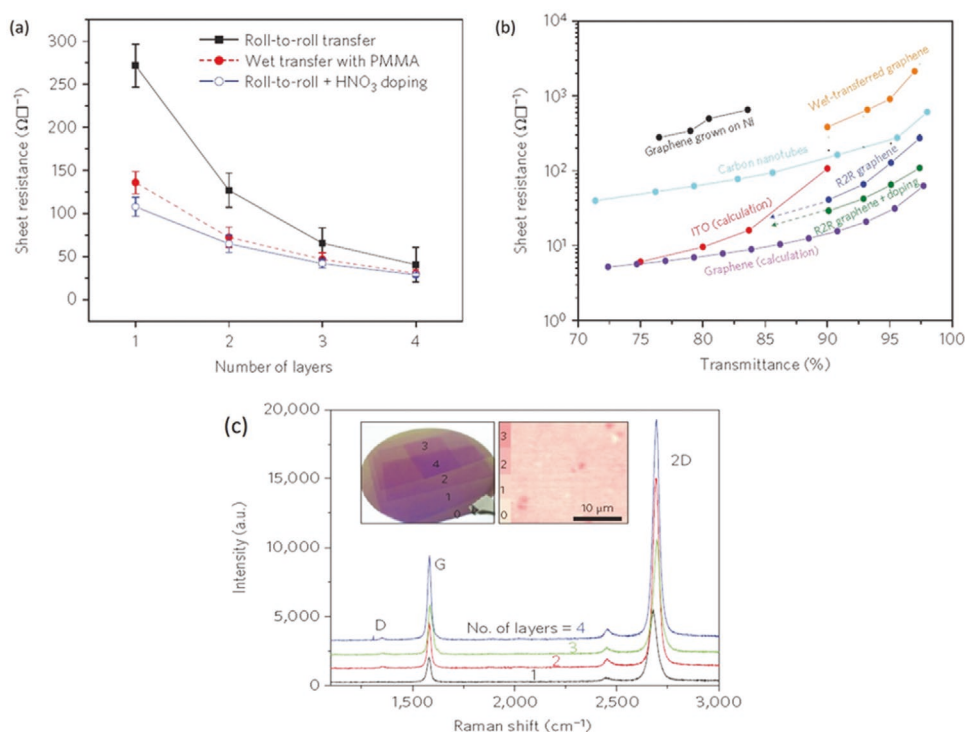 (a)
300
250
200
150
100
50
0
Sheet resistance (Ω□⁻¹)
Roll-to-roll transfer
Wet transfer with PMMA
Roll-to-roll + HNO₃ doping
1 2 3 4
Number of layers
(b)
10⁴
10³
10²
10¹
10⁰
Sheet resistance (Ω□⁻¹)
Wet-transferred graphene
Graphene grown on Ni
Carbon nanotubes
R2R graphene
ITO (calculation)
R2R graphene + doping
Graphene (calculation)
70 75 80 85 90 95 100
Transmittance (%)
(c)
20,000
15,000
10,000
5,000
0
Intensity (a.u.)
3
4
2
1
0
3
2
1
0
10 μm
2D
G
D
No. of layers = 4
3
2
1
1,500 2,000 2,500 3,000
Raman shift (cm⁻¹)